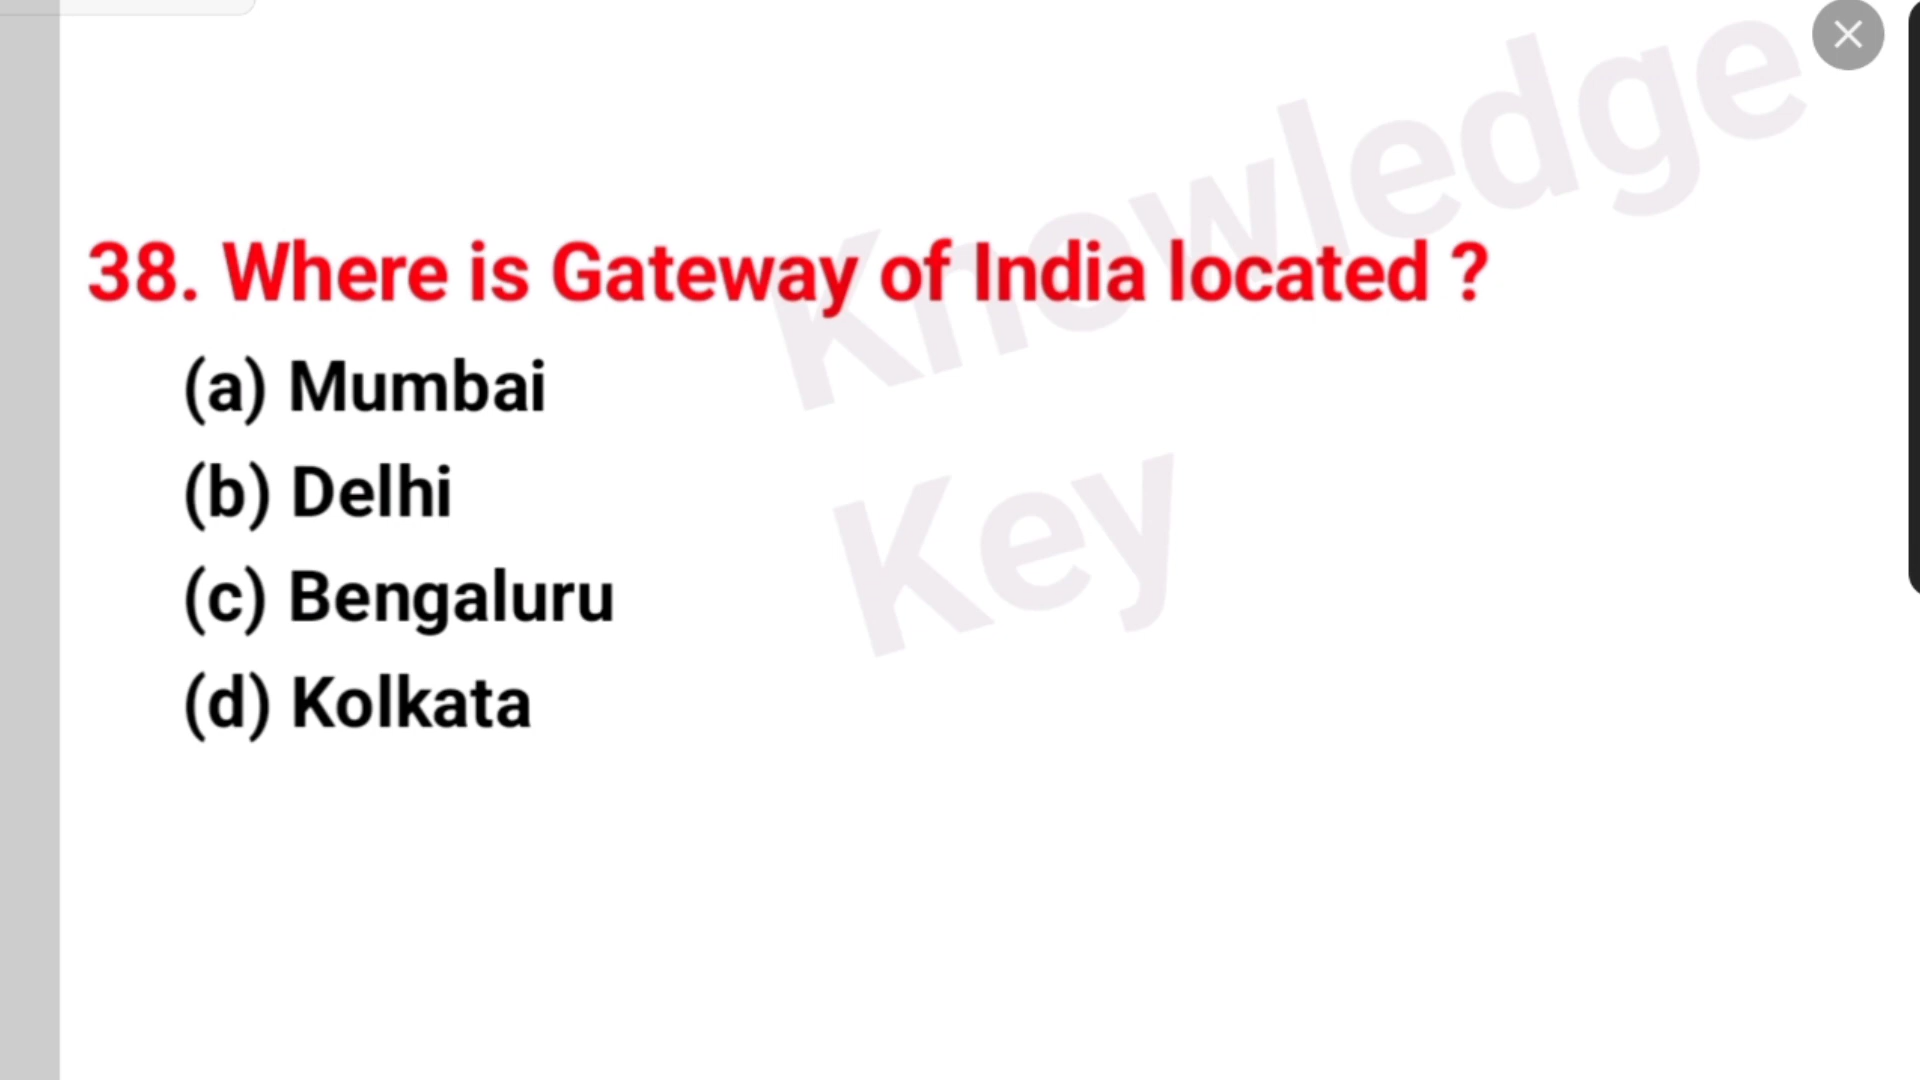 Knowledge
Key
38. Where is Gateway of India located ?
(a) Mumbai
(b) Delhi
(c) Bengaluru
(d) Kolkata